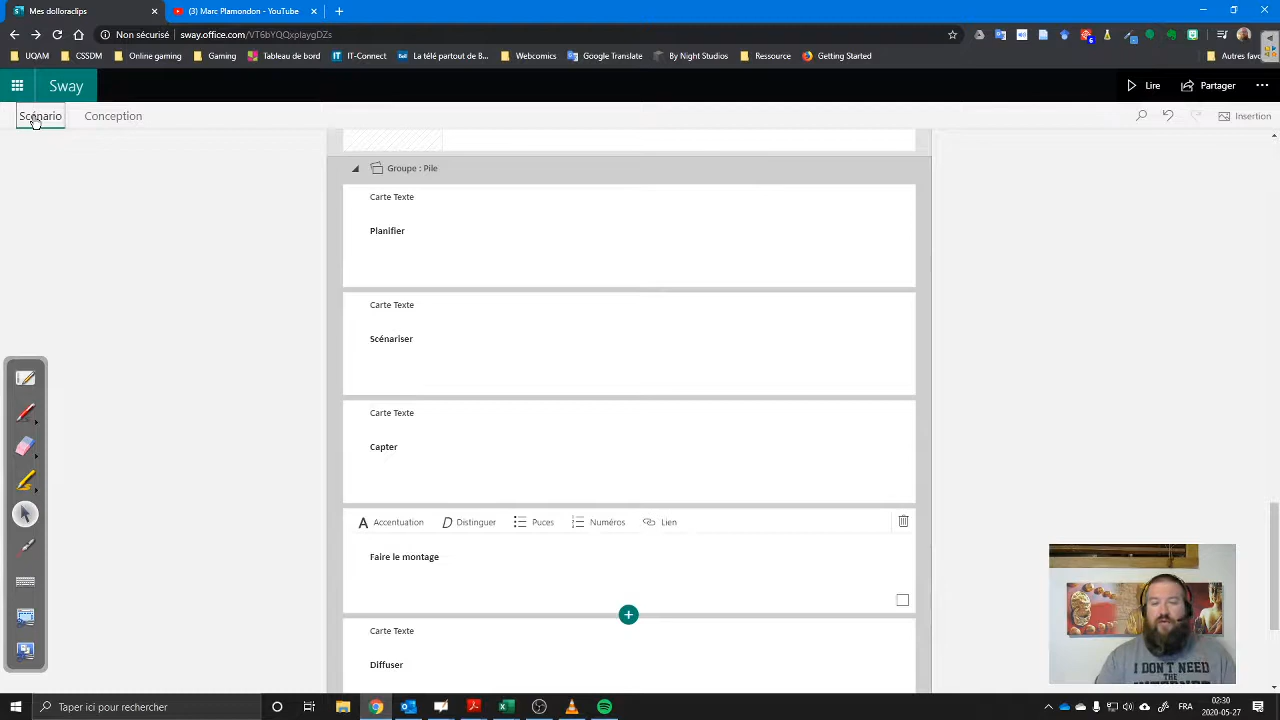 Mes dolloraclips
(10) Marc Plamondon - YouTube
Non sécurisé | sway.office.com/VT6bYQQxplaygDZs
UQAM
CSSDM
Online gaming
Gaming
Tableau de bord
IT-Connect
La télé partout de B...
Webcomics
Google Translate
By Night Studios
Ressource
Getting Started
Autres favo
Sway
Lire
Partager
Scénario
Conception
Insertion
Groupe : Pile
Carte Texte
Planifier
Carte Texte
Scénariser
Carte Texte
Capter
Accentuation
Distinguer
Puces
Numéros
Lien
Faire le montage
Carte Texte
Diffuser
I DON'T NEED
THE
Taper ici pour rechercher
FRA
02:30
2020-05-27